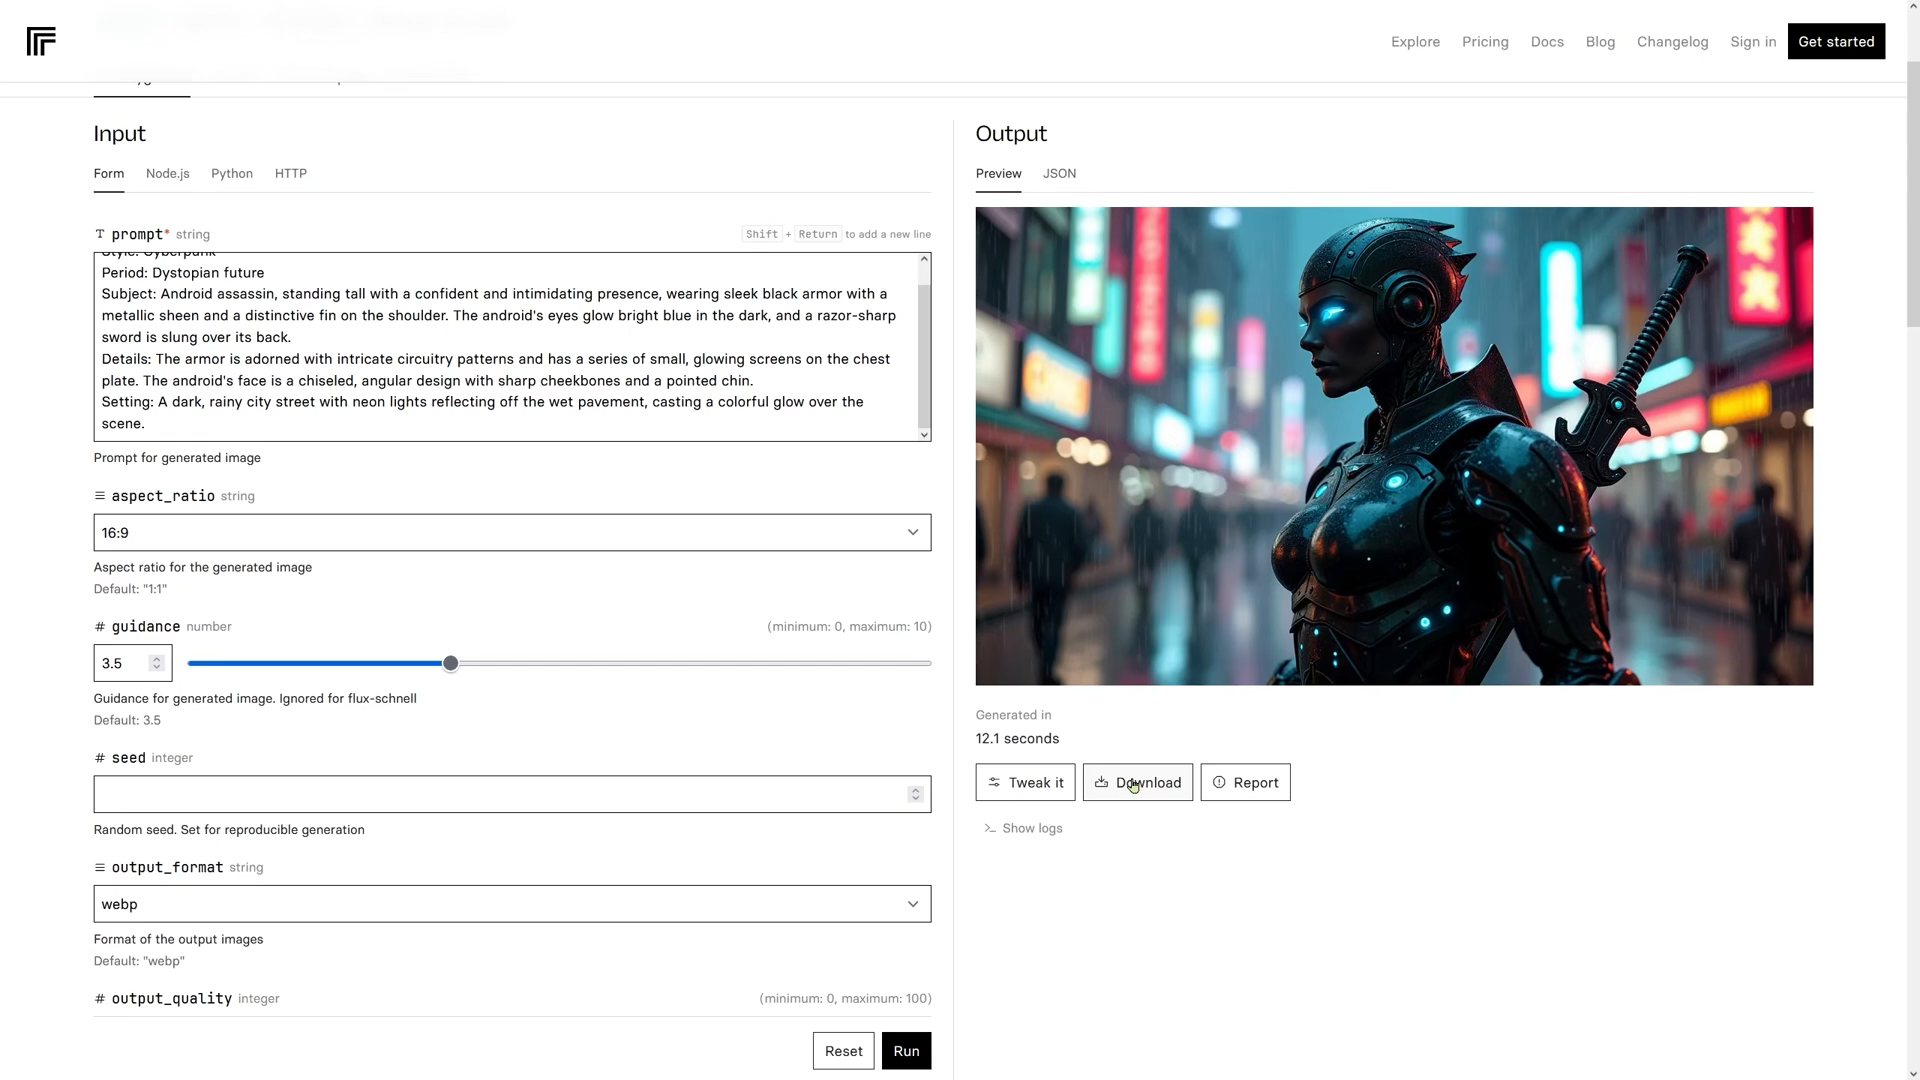 Explore
Pricing
Docs
Blog
Changelog
Sign in
Get started
Input
Form
Node.js
Python
HTTP
T prompt* string
Shift + Return to add a new line
Style: Cyberpunk
Period: Dystopian future
Subject: Android assassin, standing tall with a confident and intimidating presence, wearing sleek black armor with a
metallic sheen and a distinctive fin on the shoulder. The android's eyes glow bright blue in the dark, and a razor-sharp
sword is slung over its back.
Details: The armor is adorned with intricate circuitry patterns and has a series of small, glowing screens on the chest
plate. The android's face is a chiseled, angular design with sharp cheekbones and a pointed chin.
Setting: A dark, rainy city street with neon lights reflecting off the wet pavement, casting a colorful glow over the
scene.
Prompt for generated image
aspect_ratio string
16:9
Aspect ratio for the generated image
Default: "1:1"
# guidance number
(minimum: 0, maximum: 10)
3.5
Guidance for generated image. Ignored for flux-schnell
Default: 3.5
# seed integer
Random seed. Set for reproducible generation
output_format string
webp
Format of the output images
Default: "webp"
# output_quality integer
(minimum: 0, maximum: 100)
Reset
Run
Output
Preview
JSON
Generated in
12.1 seconds
Tweak it
Download
Report
Show logs